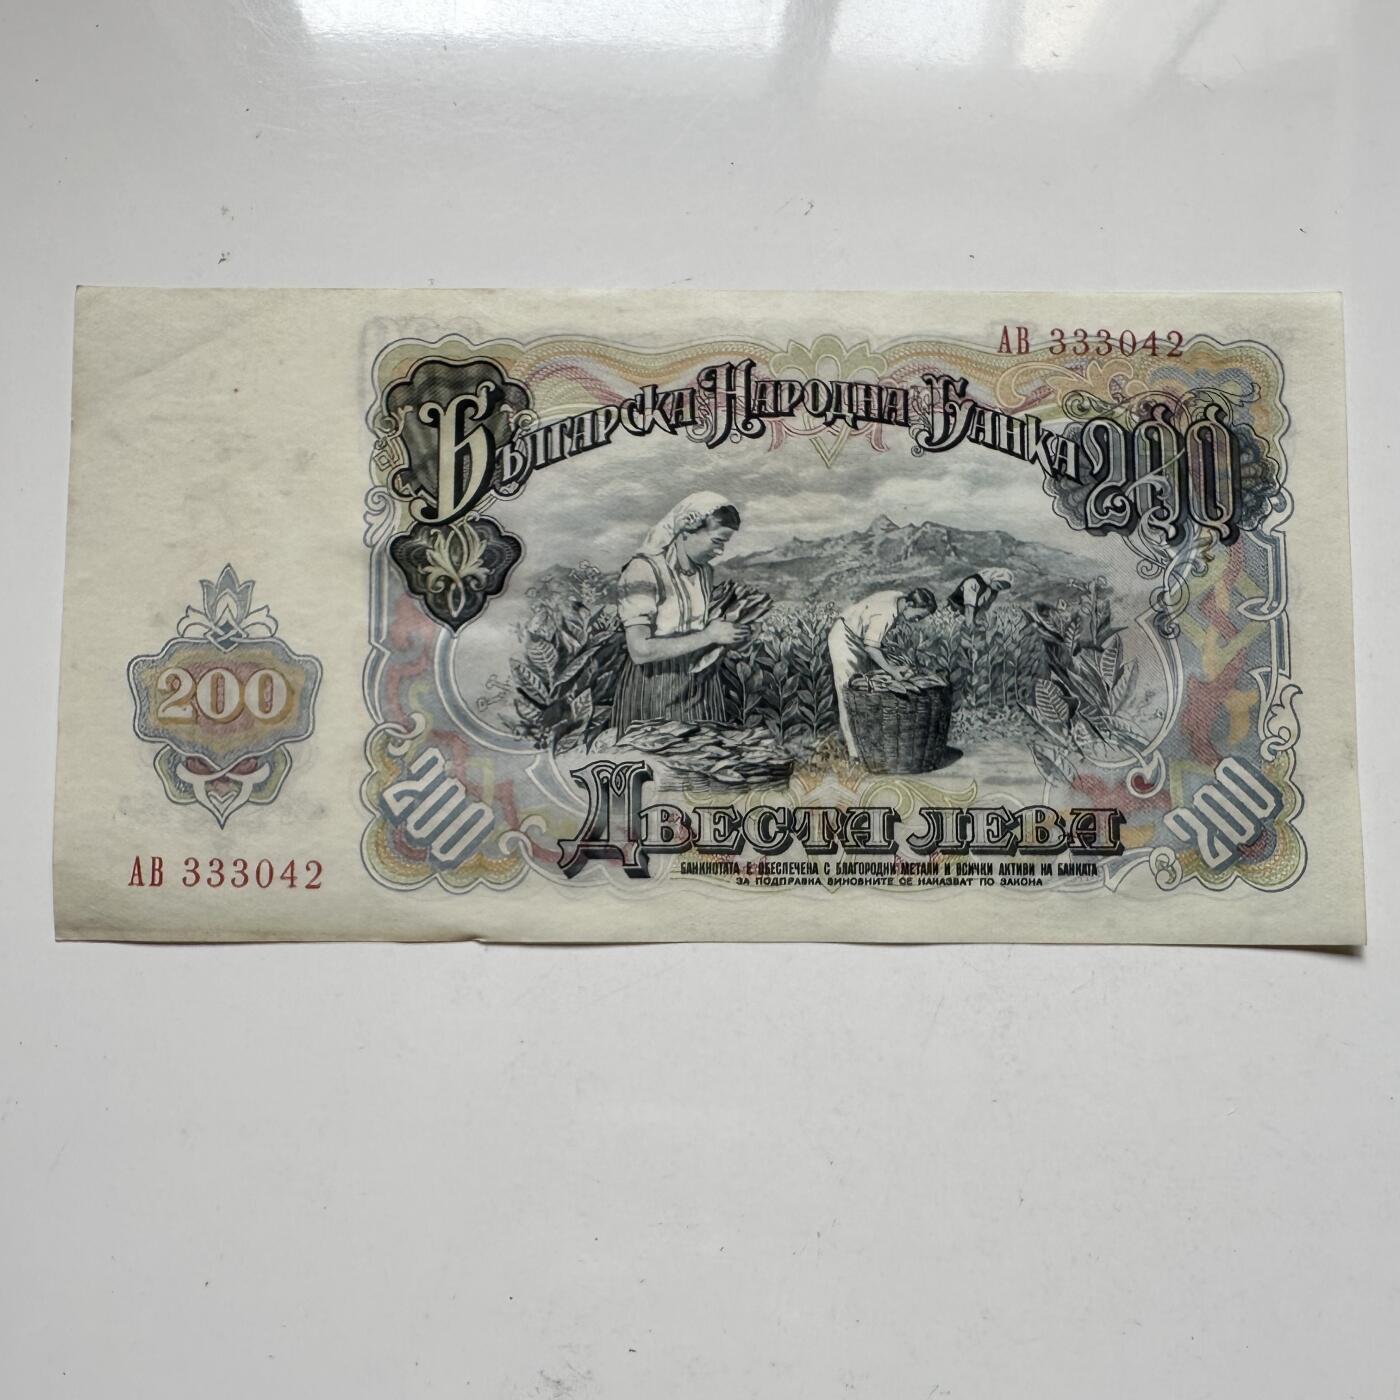 АВ 333042
Българска Народна Банка
200
200
200
200
Двеста лева
БАНКНОТАТА Е ОБЕСПЕЧЕНА С БЛАГОРОДНИ МЕТАЛИ И ВСИЧКИ АКТИВИ НА БАНКАТА
ЗА ПОДПРАВКА ВИНОВНИТЕ СЕ НАКАЗВАТ ПО ЗАКОНА
АВ 333042